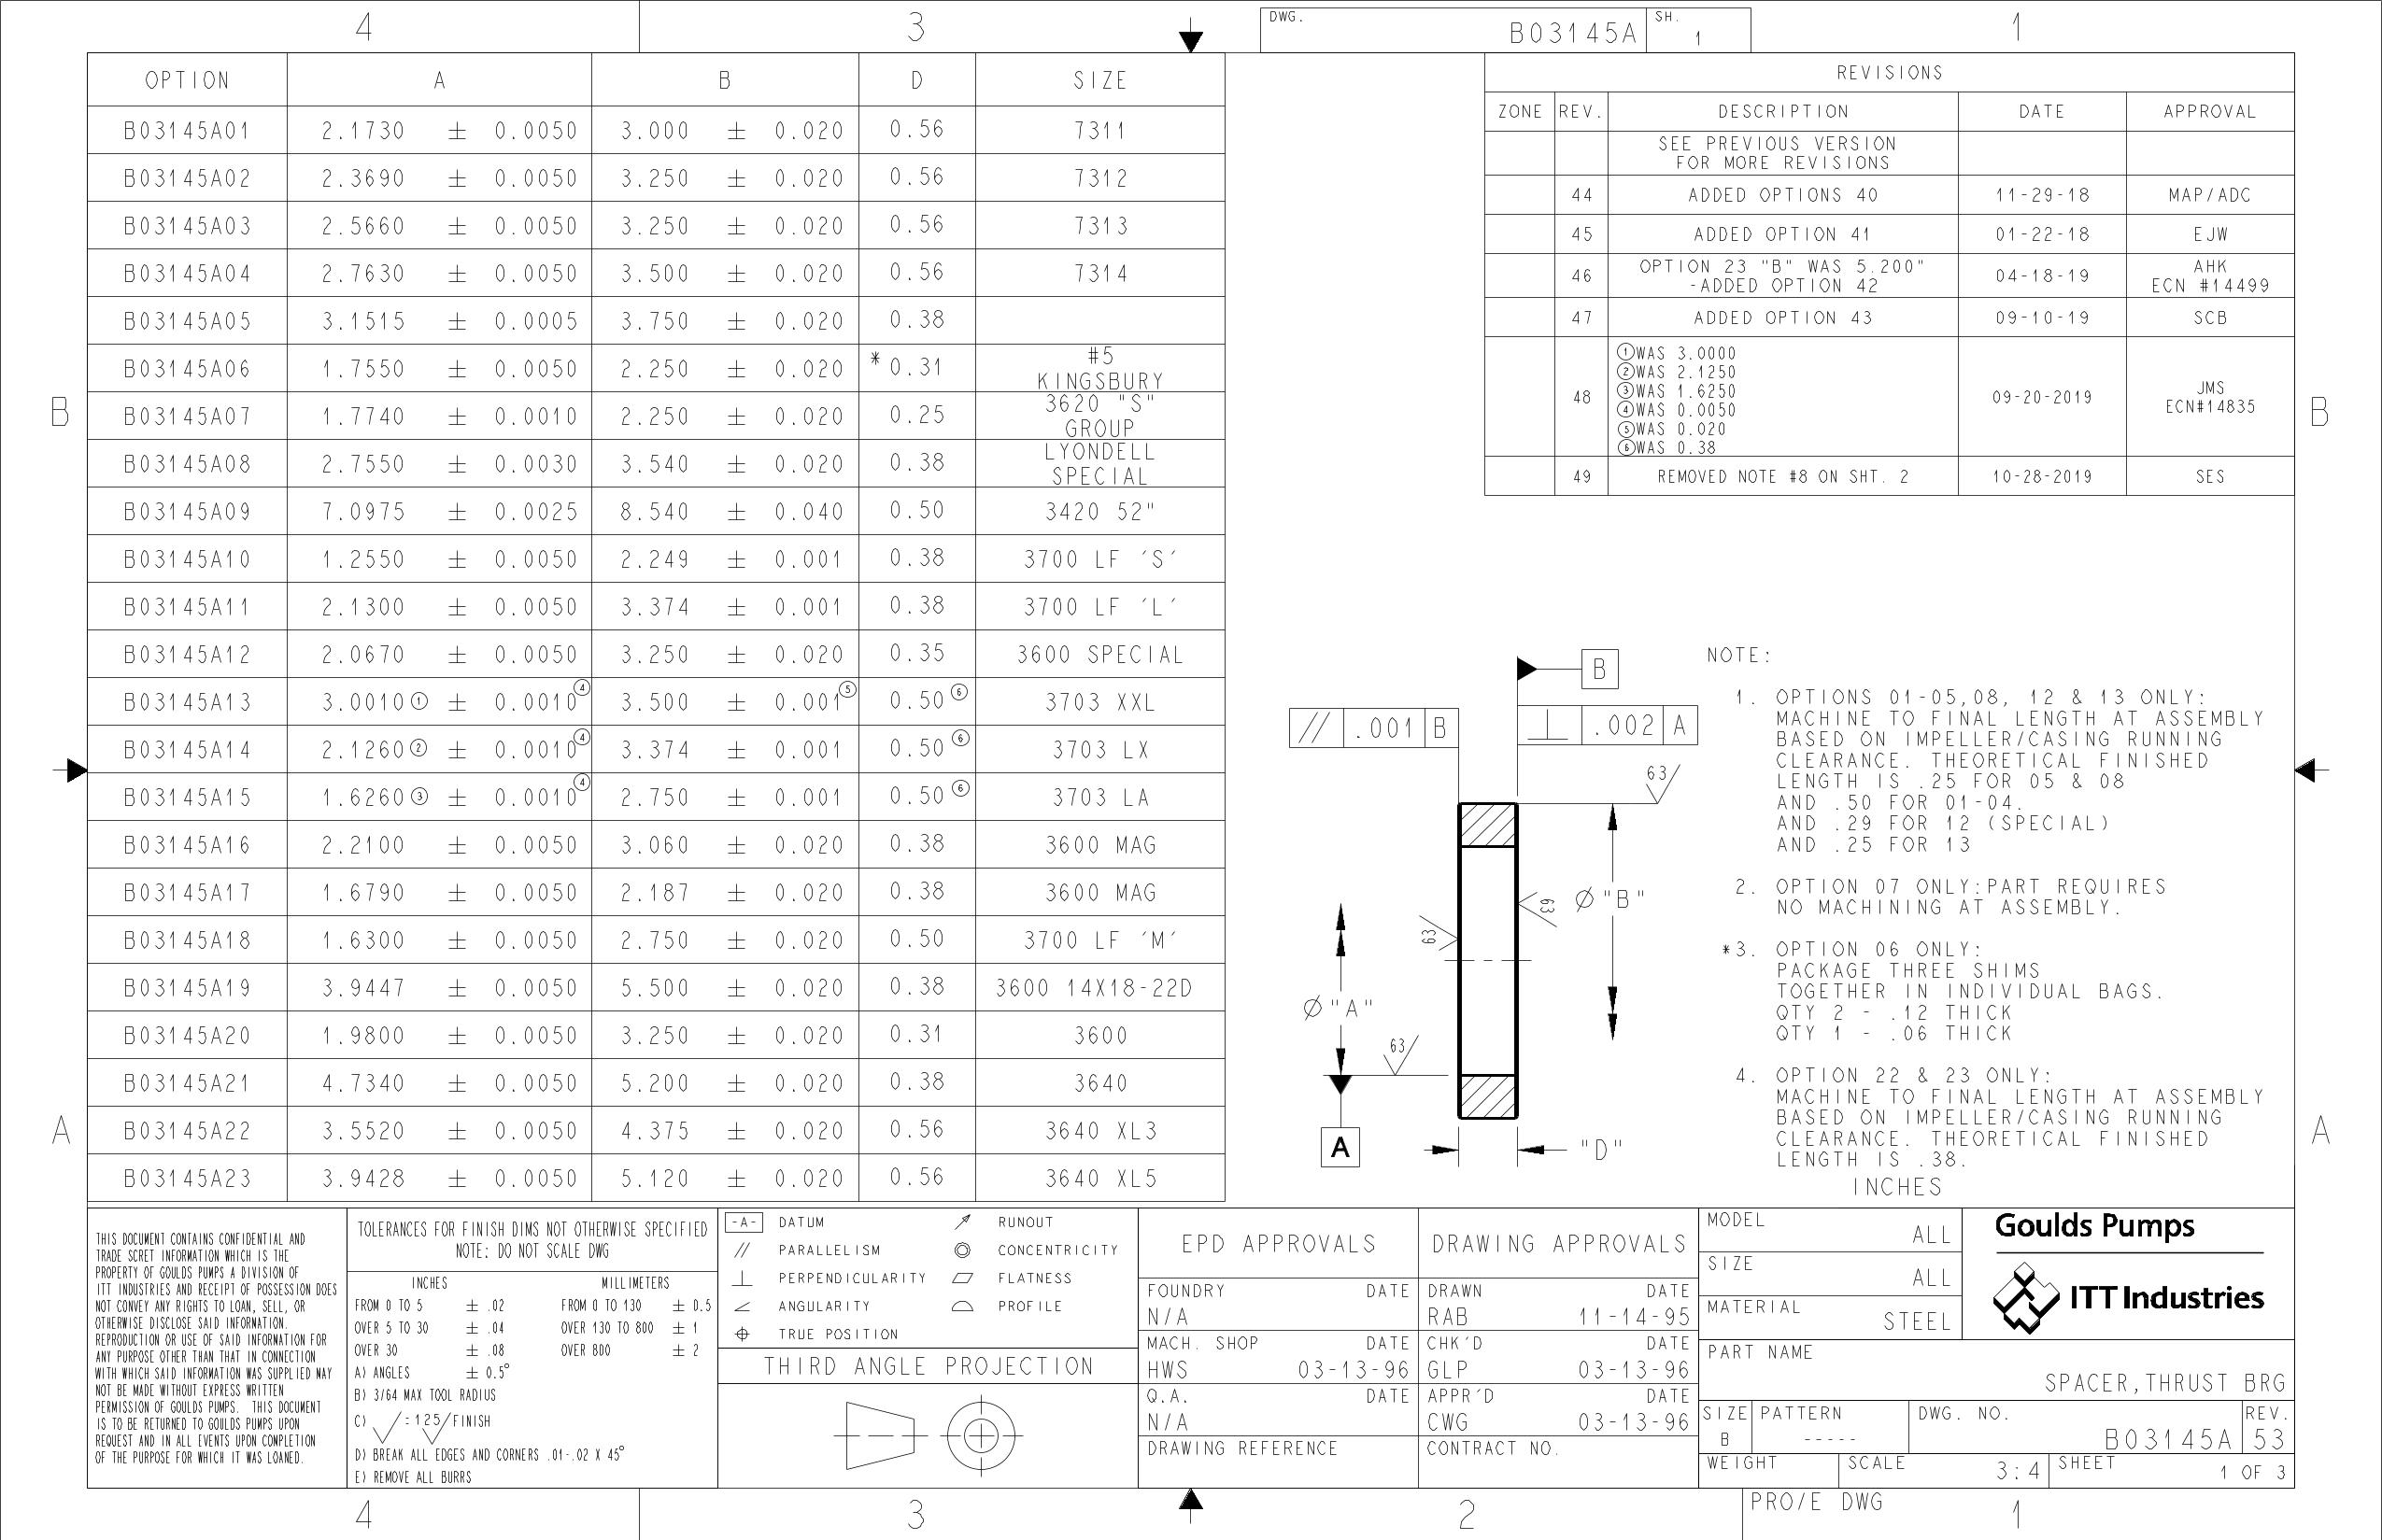 4
3
DWG.
B03145A
SH.
1
1
OPTION A B D SIZE
B03145A01 2.1730 ± 0.0050 3.000 ± 0.020 0.56 7311
B03145A02 2.3690 ± 0.0050 3.250 ± 0.020 0.56 7312
B03145A03 2.5660 ± 0.0050 3.250 ± 0.020 0.56 7313
B03145A04 2.7630 ± 0.0050 3.500 ± 0.020 0.56 7314
B03145A05 3.1515 ± 0.0005 3.750 ± 0.020 0.38
B03145A06 1.7550 ± 0.0050 2.250 ± 0.020 *0.31 #5
KINGSBURY
B03145A07 1.7740 ± 0.0010 2.250 ± 0.020 0.25 3620 "S"
GROUP
B03145A08 2.7550 ± 0.0030 3.540 ± 0.020 0.38 LYONDELL
SPECIAL
B03145A09 7.0975 ± 0.0025 8.540 ± 0.040 0.50 3420 52"
B03145A10 1.2550 ± 0.0050 2.249 ± 0.001 0.38 3700 LF ´S´
B03145A11 2.1300 ± 0.0050 3.374 ± 0.001 0.38 3700 LF ´L´
B03145A12 2.0670 ± 0.0050 3.250 ± 0.020 0.35 3600 SPECIAL
B03145A13 3.0010① ± 0.0010④ 3.500 ± 0.001⑤ 0.50⑥ 3703 XXL
B03145A14 2.1260② ± 0.0010④ 3.374 ± 0.001 0.50⑥ 3703 LX
B03145A15 1.6260③ ± 0.0010④ 2.750 ± 0.001 0.50⑥ 3703 LA
B03145A16 2.2100 ± 0.0050 3.060 ± 0.020 0.38 3600 MAG
B03145A17 1.6790 ± 0.0050 2.187 ± 0.020 0.38 3600 MAG
B03145A18 1.6300 ± 0.0050 2.750 ± 0.020 0.50 3700 LF ´M´
B03145A19 3.9447 ± 0.0050 5.500 ± 0.020 0.38 3600 14X18-22D
B03145A20 1.9800 ± 0.0050 3.250 ± 0.020 0.31 3600
B03145A21 4.7340 ± 0.0050 5.200 ± 0.020 0.38 3640
B03145A22 3.5520 ± 0.0050 4.375 ± 0.020 0.56 3640 XL3
B03145A23 3.9428 ± 0.0050 5.120 ± 0.020 0.56 3640 XL5
B
A
REVISIONS
ZONE REV. DESCRIPTION DATE APPROVAL
SEE PREVIOUS VERSION
FOR MORE REVISIONS
44 ADDED OPTIONS 40 11-29-18 MAP/ADC
45 ADDED OPTION 41 01-22-18 EJW
46 OPTION 23 "B" WAS 5.200" 04-18-19 AHK
-ADDED OPTION 42 ECN #14499
47 ADDED OPTION 43 09-10-19 SCB
48 ①WAS 3.0000
②WAS 2.1250
③WAS 1.6250
④WAS 0.0050
⑤WAS 0.020
⑥WAS 0.38
09-20-2019
JMS
ECN#14835
49 REMOVED NOTE #8 ON SHT. 2 10-28-2019 SES
B
A
B
// .001 B
⊥ .002 A
63
63
63
63
Ø "B"
Ø "A"
A
"D"
NOTE:
1. OPTIONS 01-05,08, 12 & 13 ONLY:
MACHINE TO FINAL LENGTH AT ASSEMBLY
BASED ON IMPELLER/CASING RUNNING
CLEARANCE. THEORETICAL FINISHED
LENGTH IS .25 FOR 05 & 08
AND .50 FOR 01-04.
AND .29 FOR 12 (SPECIAL)
AND .25 FOR 13
2. OPTION 07 ONLY:PART REQUIRES
NO MACHINING AT ASSEMBLY.
*3. OPTION 06 ONLY:
PACKAGE THREE SHIMS
TOGETHER IN INDIVIDUAL BAGS.
QTY 2 - .12 THICK
QTY 1 - .06 THICK
4. OPTION 22 & 23 ONLY:
MACHINE TO FINAL LENGTH AT ASSEMBLY
BASED ON IMPELLER/CASING RUNNING
CLEARANCE. THEORETICAL FINISHED
LENGTH IS .38.
INCHES
THIS DOCUMENT CONTAINS CONFIDENTIAL AND
TRADE SCRET INFORMATION WHICH IS THE
PROPERTY OF GOULDS PUMPS A DIVISION OF
ITT INDUSTRIES AND RECEIPT OF POSSESSION DOES
NOT CONVEY ANY RIGHTS TO LOAN, SELL, OR
OTHERWISE DISCLOSE SAID INFORMATION.
REPRODUCTION OR USE OF SAID INFORMATION FOR
ANY PURPOSE OTHER THAN THAT IN CONNECTION
WITH WHICH SAID INFORMATION WAS SUPPLIED MAY
NOT BE MADE WITHOUT EXPRESS WRITTEN
PERMISSION OF GOULDS PUMPS. THIS DOCUMENT
IS TO BE RETURNED TO GOULDS PUMPS UPON
REQUEST AND IN ALL EVENTS UPON COMPLETION
OF THE PURPOSE FOR WHICH IT WAS LOANED.
TOLERANCES FOR FINISH DIMS NOT OTHERWISE SPECIFIED
NOTE: DO NOT SCALE DWG
INCHES MILLIMETERS
FROM 0 TO 5 ± .02 FROM 0 TO 130 ± 0.5
OVER 5 TO 30 ± .04 OVER 130 TO 800 ± 1
OVER 30 ± .08 OVER 800 ± 2
A) ANGLES ± 0.5°
B) 3/64 MAX TOOL RADIUS
C) √ = 125/ FINISH
D) BREAK ALL EDGES AND CORNERS .01-.02 X 45°
E) REMOVE ALL BURRS
-A- DATUM RUNOUT
// PARALLELISM CONCENTRICITY
⊥ PERPENDICULARITY FLATNESS
ANGULARITY PROFILE
TRUE POSITION
THIRD ANGLE PROJECTION
EPD APPROVALS
FOUNDRY DATE
N/A
MACH. SHOP DATE
HWS 03-13-96
Q.A. DATE
N/A
DRAWING REFERENCE
DRAWING APPROVALS
DRAWN DATE
RAB 11-14-95
CHK´D DATE
GLP 03-13-96
APPR´D DATE
CWG 03-13-96
CONTRACT NO.
MODEL
ALL
SIZE
ALL
MATERIAL
STEEL
Goulds Pumps
ITT Industries
PART NAME
SPACER,THRUST BRG
SIZE PATTERN DWG. NO. REV.
B ----- B03145A 53
WEIGHT SCALE 3:4 SHEET 1 OF 3
4
3
2
PRO/E DWG
1